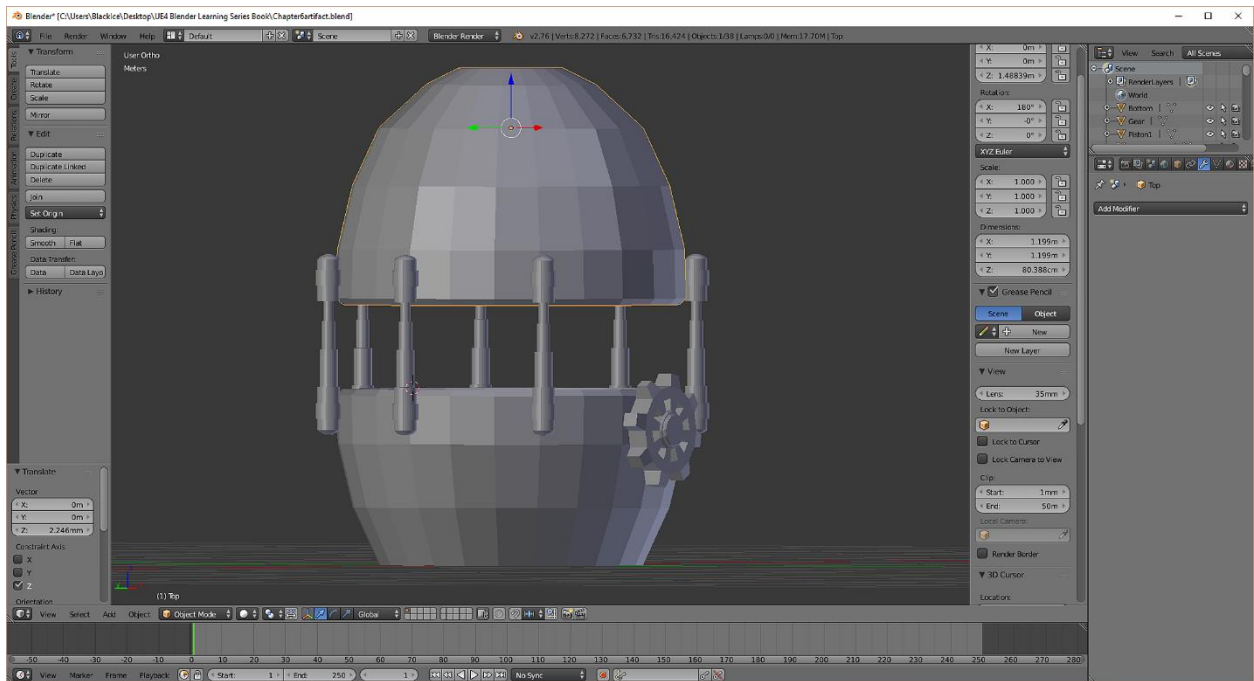 Blender* [C:\Users\BlackIce\Desktop\UE4 Blender Learning Series Book\Chapter6artifact.blend]
File Render Window Help Default Scene Blender Render v2.76 | Verts:8,272 | Faces:6,732 | Tris:16,424 | Objects:1/38 | Lamps:0/0 | Mem:17.70M | Top
Tools
Create
Relations
Animation
Physics
Grease Pencil
Transform
Translate
Rotate
Scale
Mirror
Edit
Duplicate
Duplicate Linked
Delete
Join
Set Origin
Shading:
Smooth Flat
Data Transfer:
Data Data Layo
History
Translate
Vector
X: 0m
Y: 0m
Z: 2.246mm
Constraint Axis
X
Y
Z
Orientation
User Ortho
Meters
(1) Top
X: 0m
Y: 0m
Z: 1.48839m
Rotation:
X: 180°
Y: -0°
Z: 0°
XYZ Euler
Scale:
X: 1.000
Y: 1.000
Z: 1.000
Dimensions:
X: 1.199m
Y: 1.199m
Z: 80.388cm
Grease Pencil
Scene Object
New
New Layer
View
Lens: 35mm
Lock to Object:
Lock to Cursor
Lock Camera to View
Clip:
Start: 1mm
End: 50m
Local Camera:
Render Border
3D Cursor
Location:
View Search All Scenes
Scene
RenderLayers
World
Bottom
Gear
Piston1
Top
Add Modifier
View Select Add Object Object Mode Global
-50 -40 -30 -20 -10 0 10 20 30 40 50 60 70 80 90 100 110 120 130 140 150 160 170 180 190 200 210 220 230 240 250 260 270 280
View Marker Frame Playback Start: 1 End: 250 1 No Sync